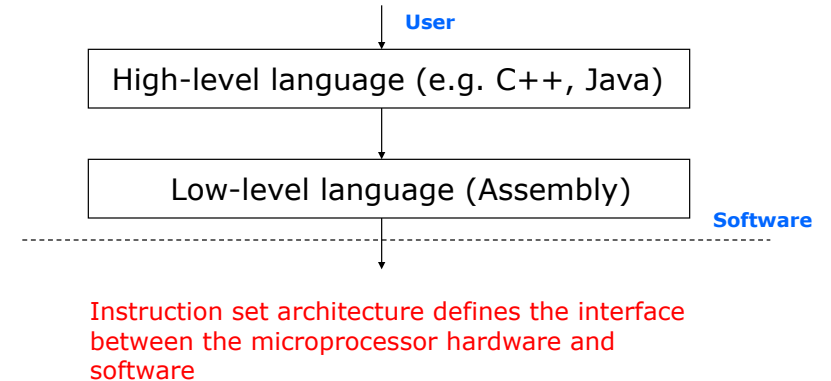 User
High-level language (e.g. C++, Java)
Low-level language (Assembly)
Software
Instruction set architecture defines the interface
between the microprocessor hardware and
software